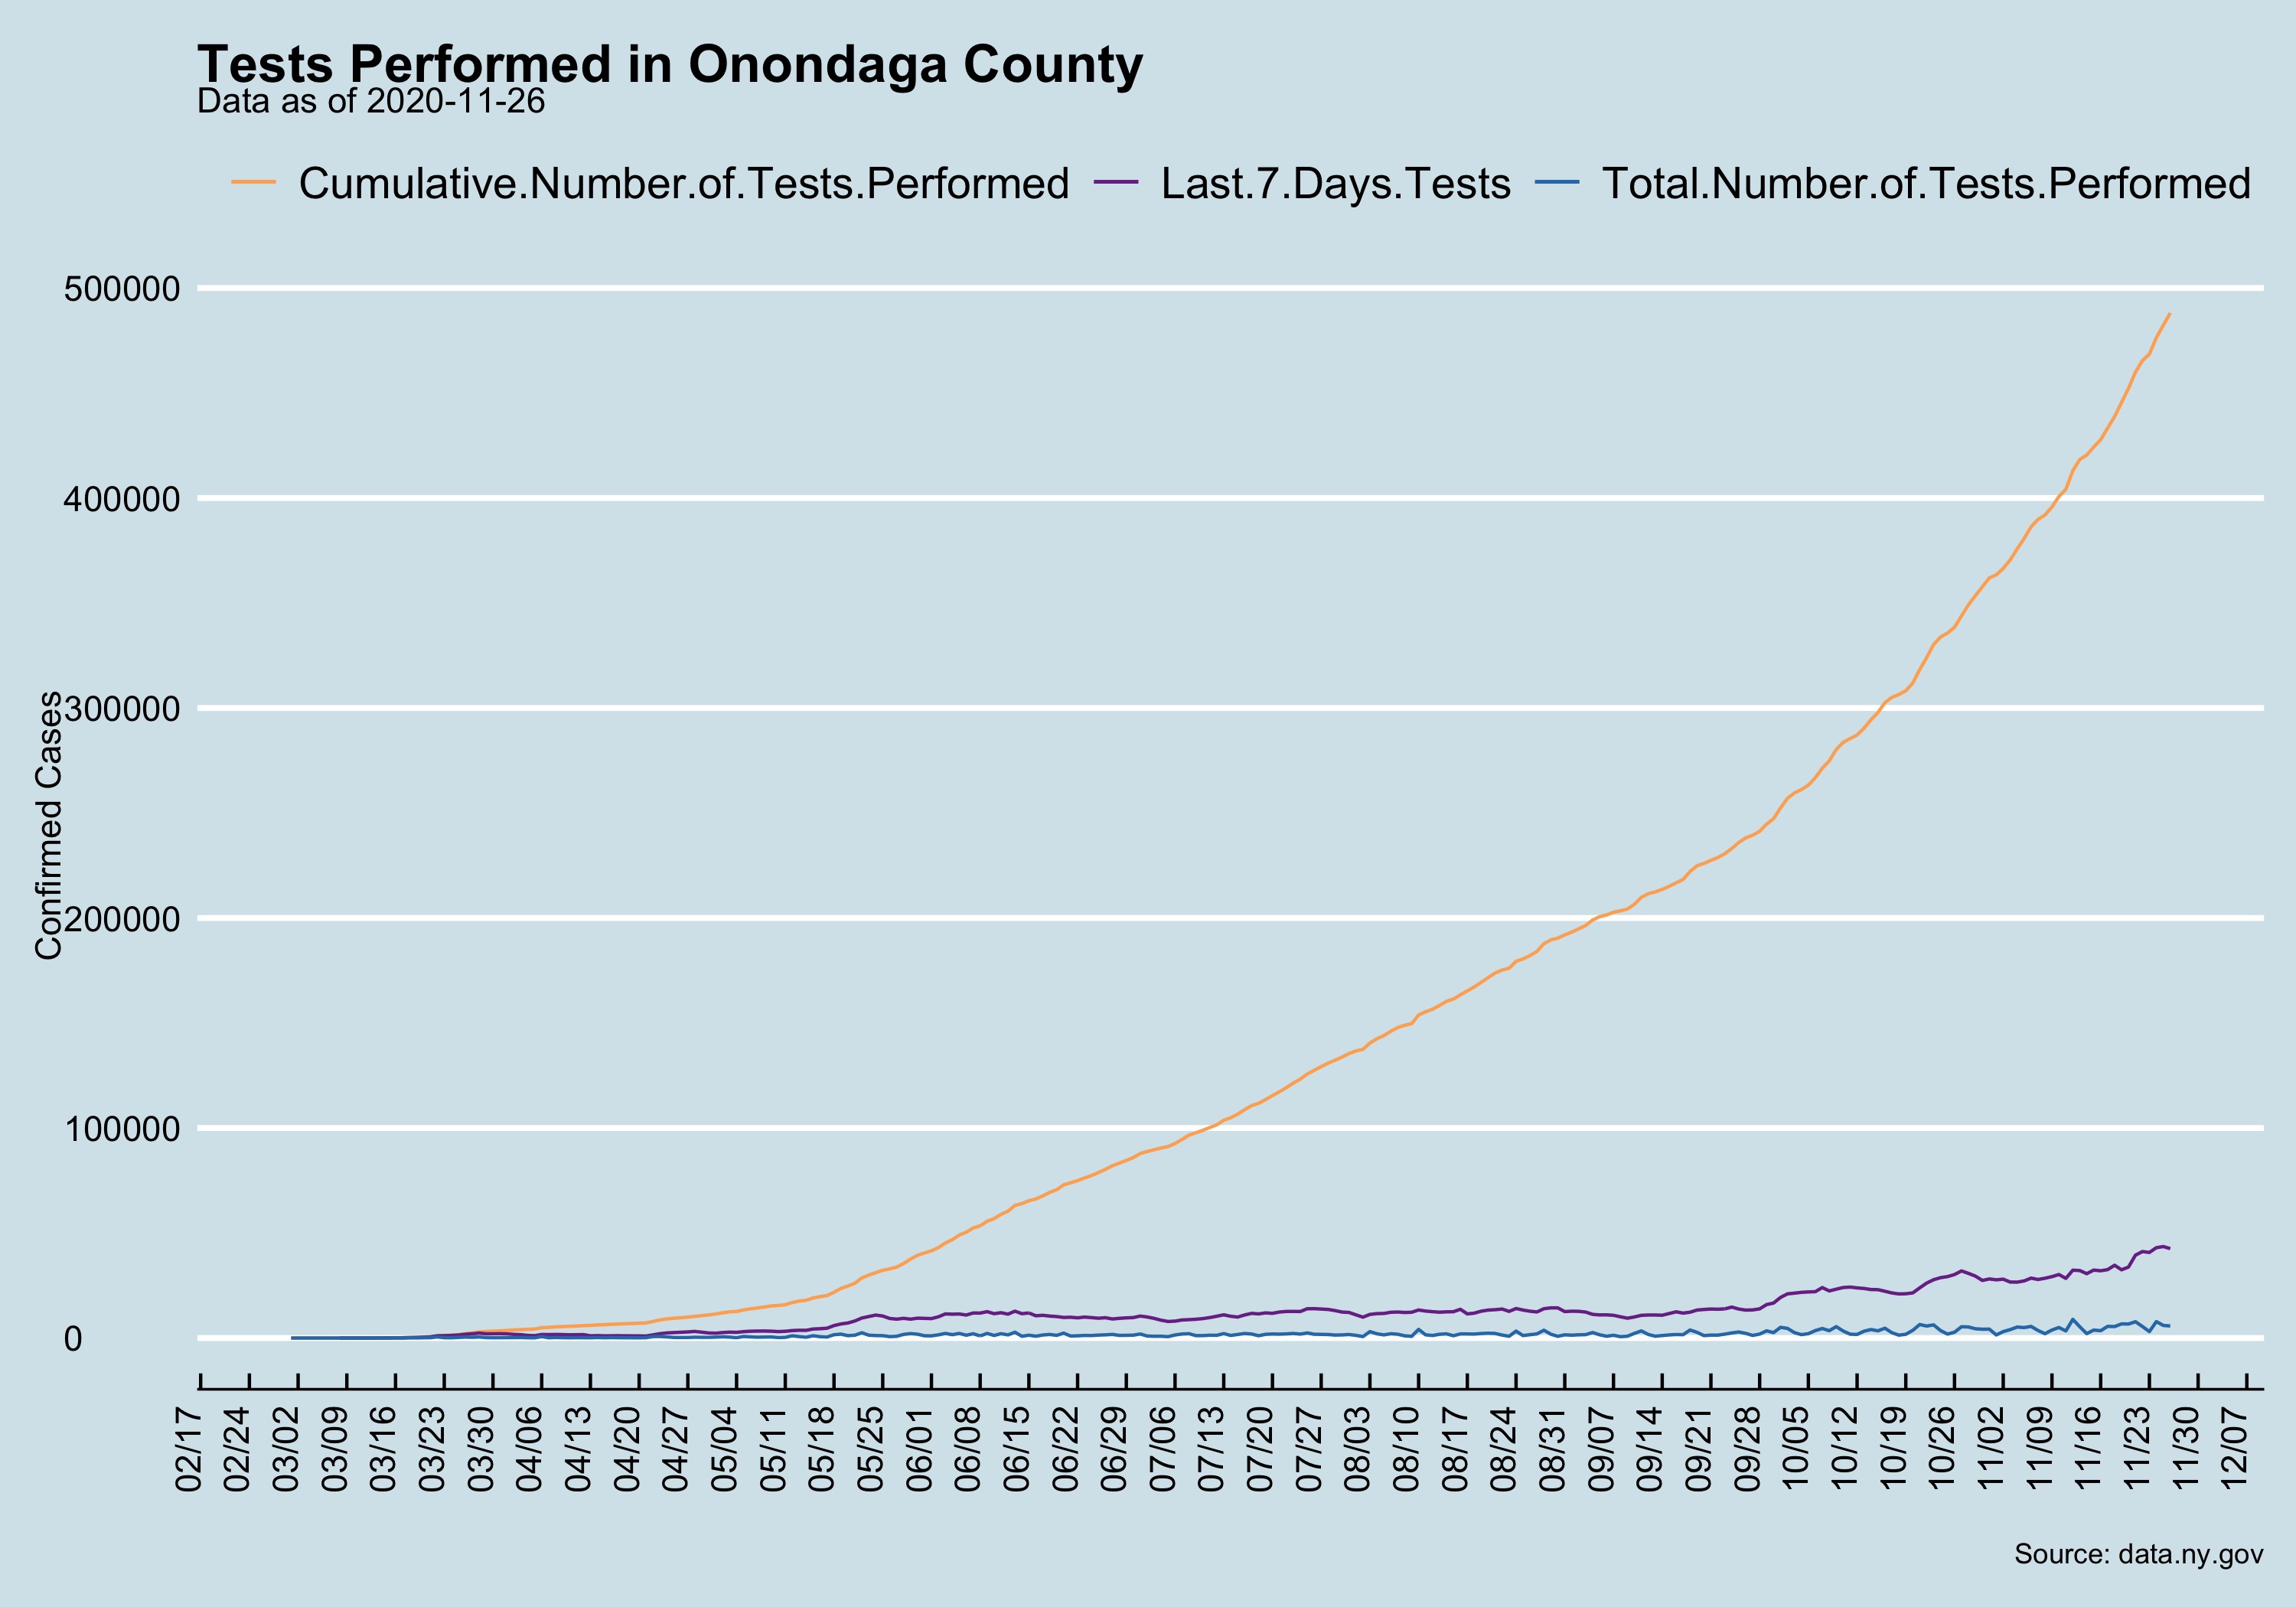 Tests Performed in Onondaga County
Data as of 2020-11-26
Cumulative.Number.of.Tests.Performed Last.7.Days.Tests Total.Number.of.Tests.Performed
500000
400000
300000
200000
100000
0
Confirmed Cases
02/17 02/24 03/02 03/09 03/16 03/23 03/30 04/06 04/13 04/20 04/27 05/04 05/11 05/18 05/25 06/01 06/08 06/15 06/22 06/29 07/06 07/13 07/20 07/27 08/03 08/10 08/17 08/24 08/31 09/07 09/14 09/21 09/28 10/05 10/12 10/19 10/26 11/02 11/09 11/16 11/23 11/30 12/07
Source: data.ny.gov